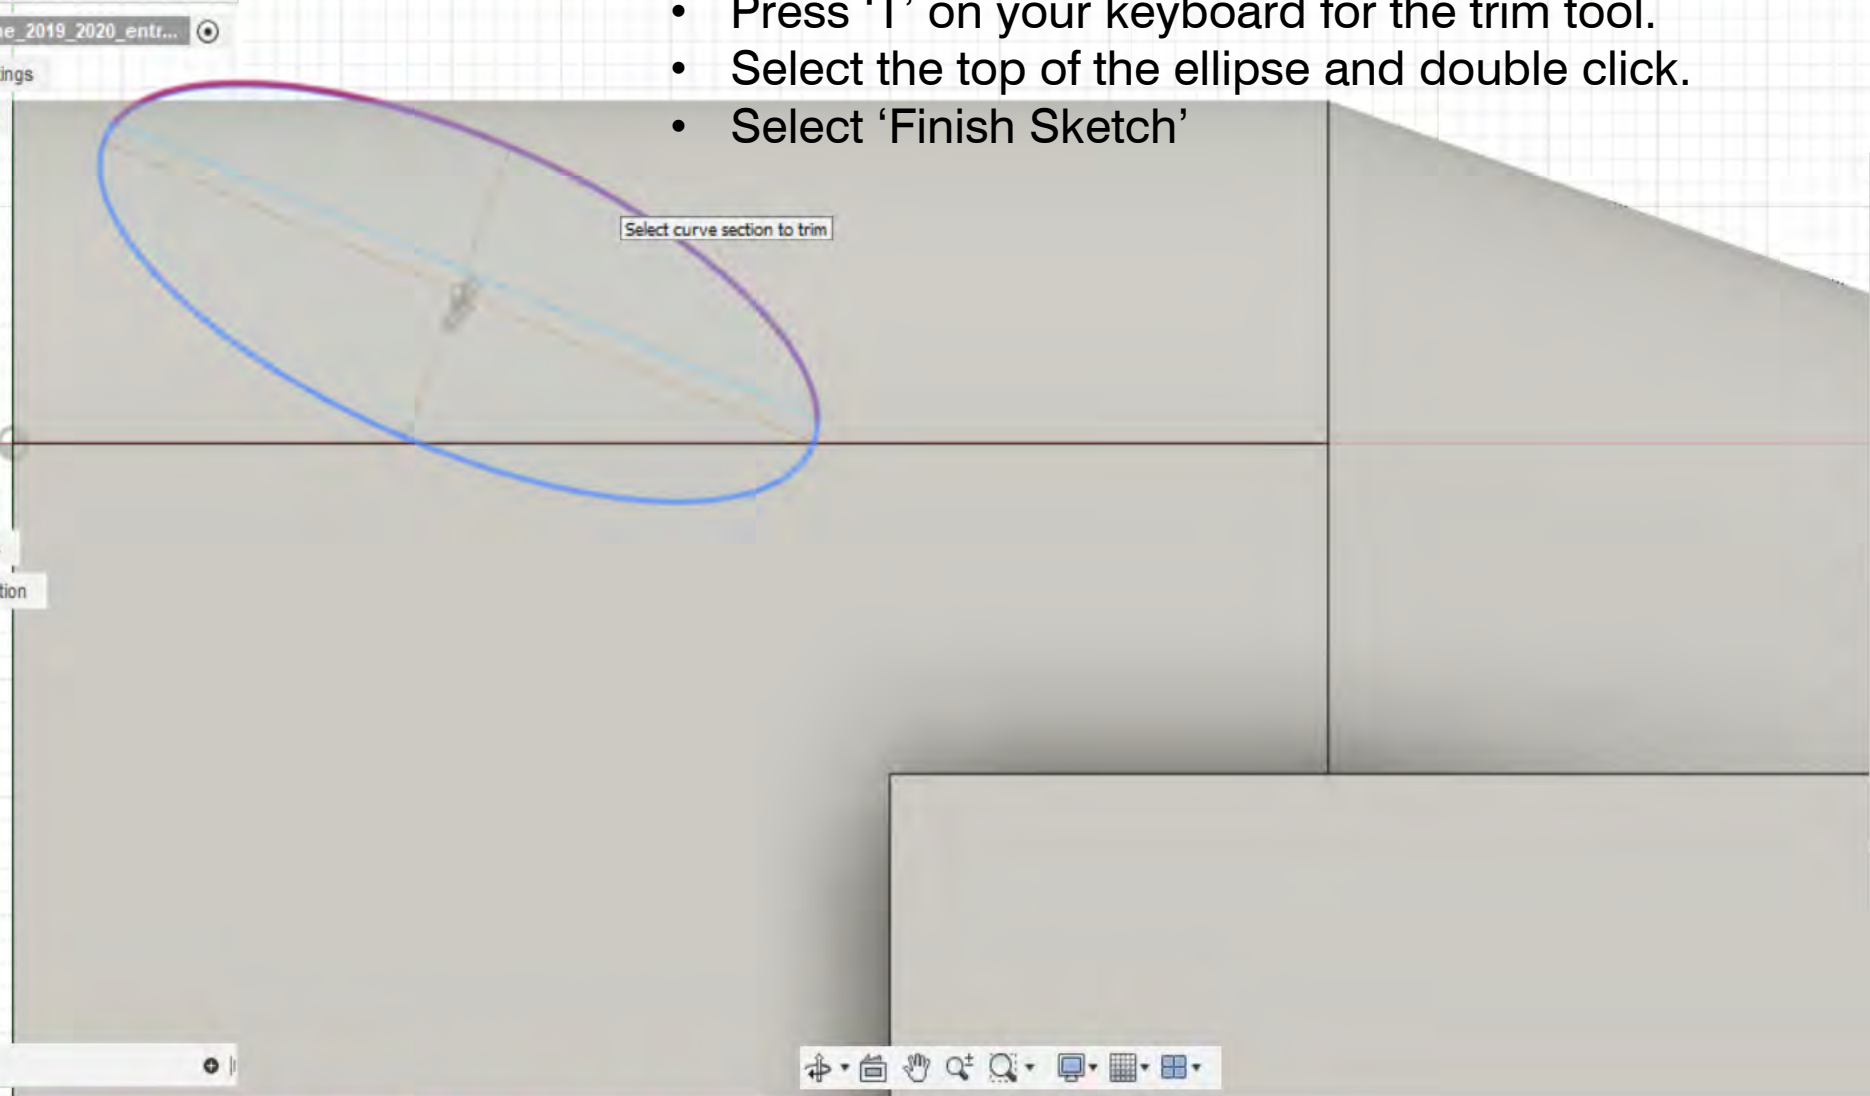 • Press ‘T’ on your keyboard for the trim tool.
ne_2019_2020_entr...
• Select the top of the ellipse and double click.
ings
• Select ‘Finish Sketch’
Select curve section to trim
tion